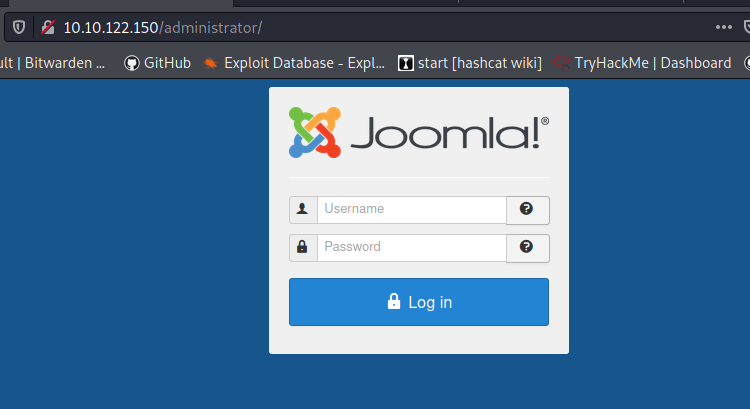 10.10.122.150/administrator/
ult | Bitwarden ... GitHub Exploit Database - Expl... start [hashcat wiki] TryHackMe | Dashboard
Joomla!®
Username
Password
Log in